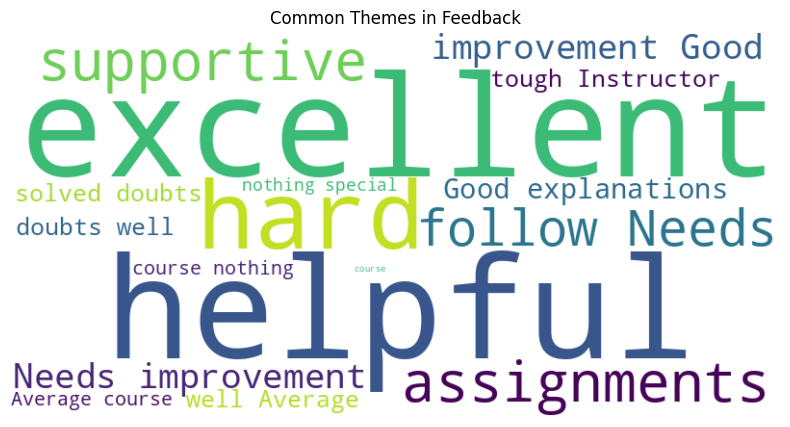 Common Themes in Feedback
supportive
improvement Good
tough Instructor
excellent
solved doubts
nothing special
hard
Good explanations
doubts well
follow Needs
course nothing
course
helpful
Needs improvement
assignments
Average course
well Average